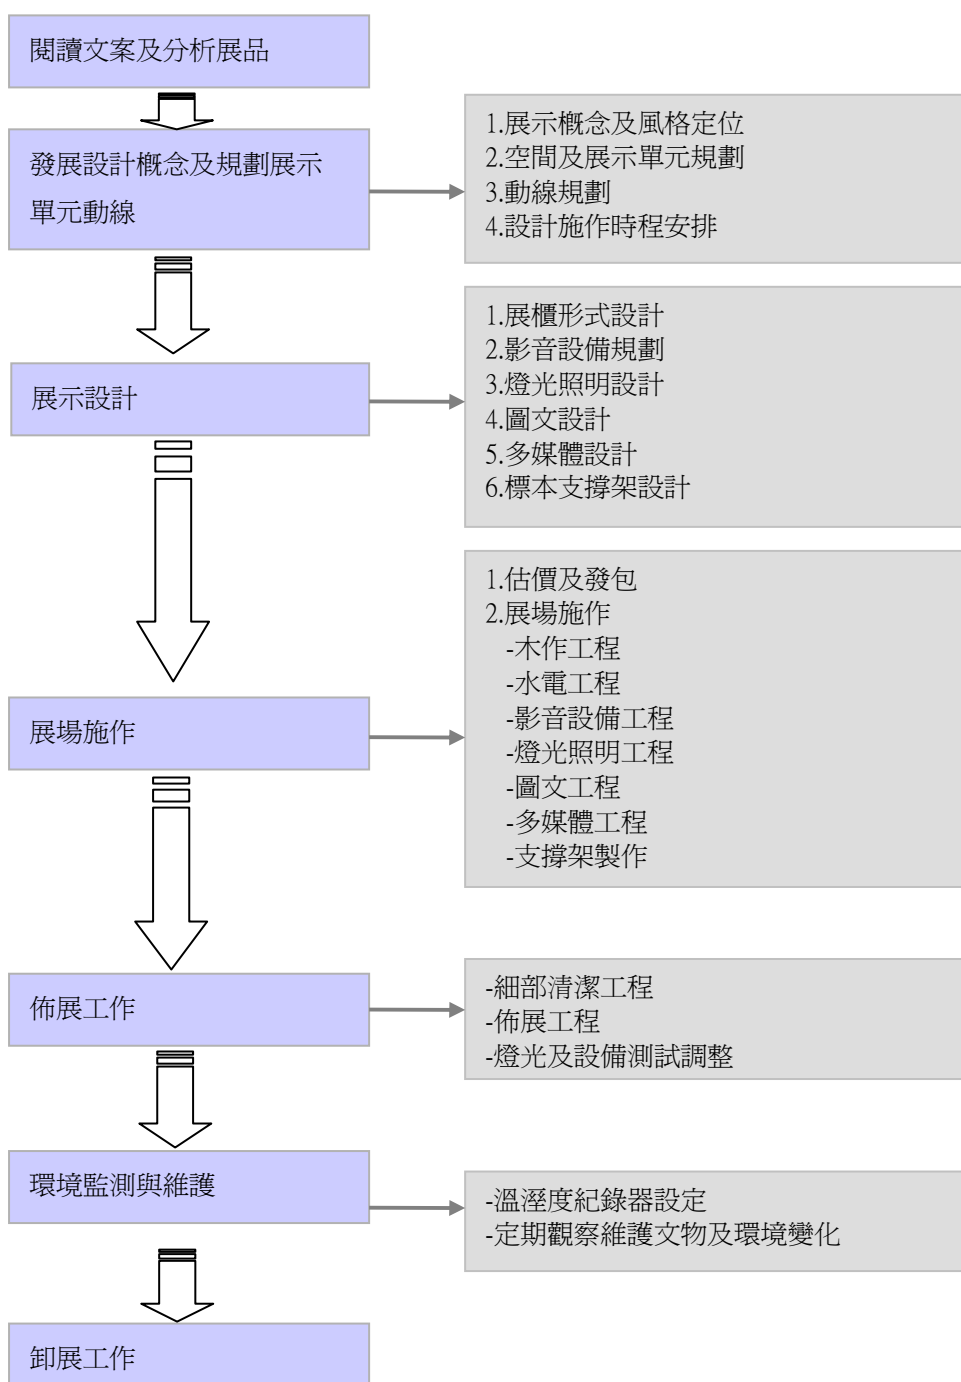 閱讀文案及分析展品
發展設計概念及規劃展示
單元動線
1.展示概念及風格定位
2.空間及展示單元規劃
3.動線規劃
4.設計施作時程安排
展示設計
1.展櫃形式設計
2.影音設備規劃
3.燈光照明設計
4.圖文設計
5.多媒體設計
6.標本支撐架設計
展場施作
1.估價及發包
2.展場施作
-木作工程
-水電工程
-影音設備工程
-燈光照明工程
-圖文工程
-多媒體工程
-支撐架製作
佈展工作
-細部清潔工程
-佈展工程
-燈光及設備測試調整
環境監測與維護
-溫溼度紀錄器設定
-定期觀察維護文物及環境變化
卸展工作